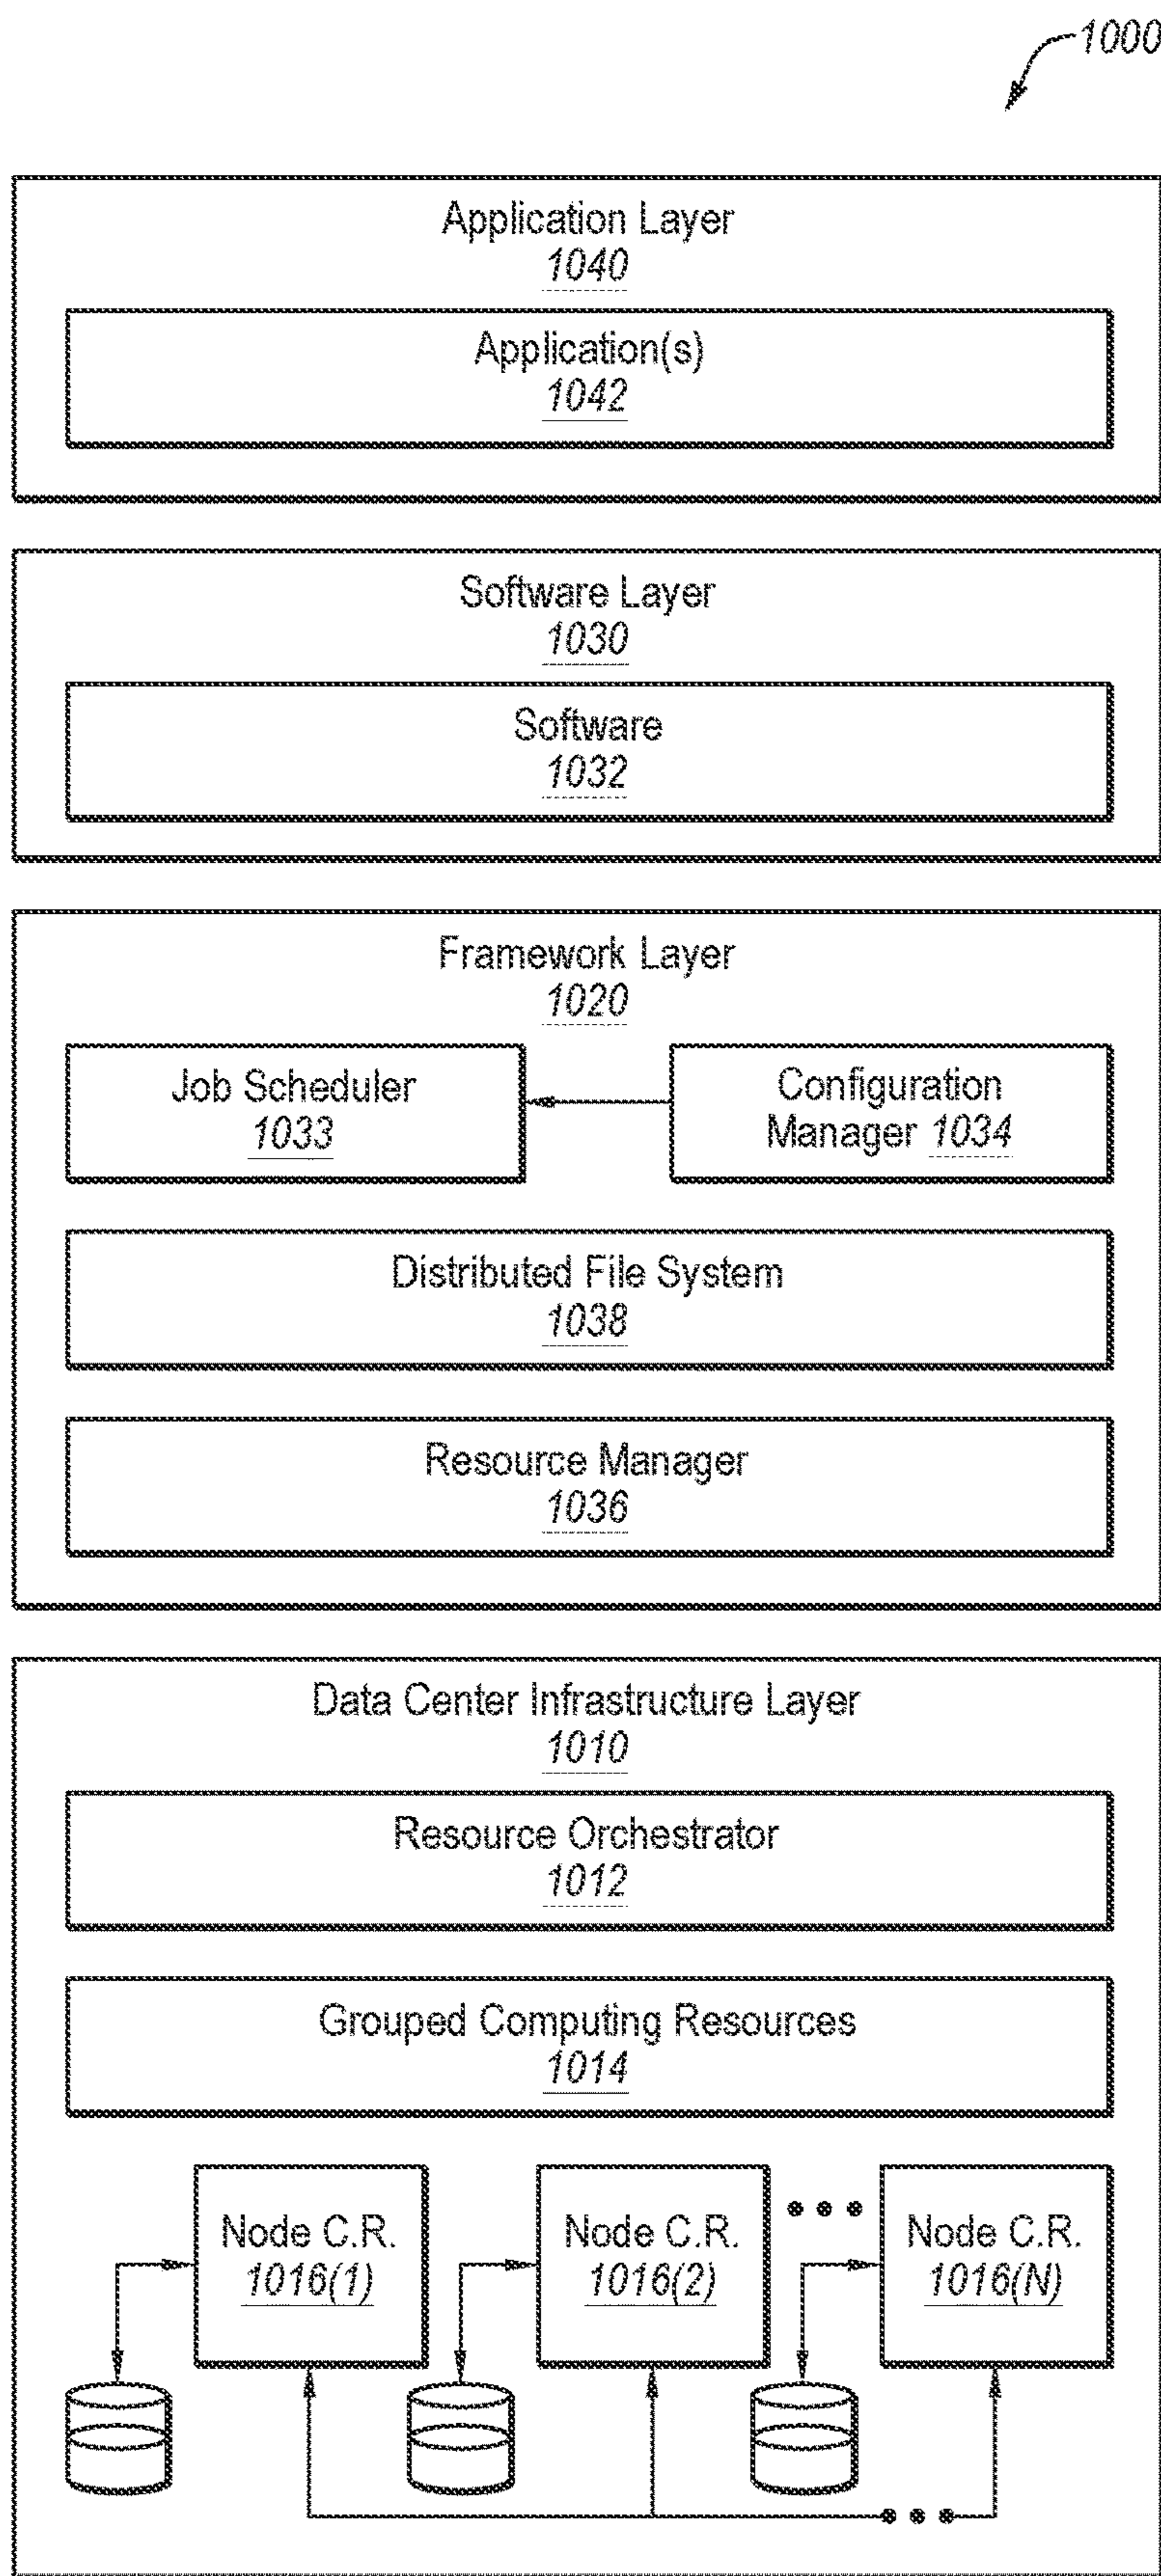 1000
Application Layer
1040
Application(s)
1042
Software Layer
1030
Software
1032
Framework Layer
1020
Job Scheduler
1033
Configuration
Manager 1034
Distributed File System
1038
Resource Manager
1036
Data Center Infrastructure Layer
1010
Resource Orchestrator
1012
Grouped Computing Resources
1014
Node C.R.
1016(1)
Node C.R.
1016(2)
Node C.R.
1016(N)